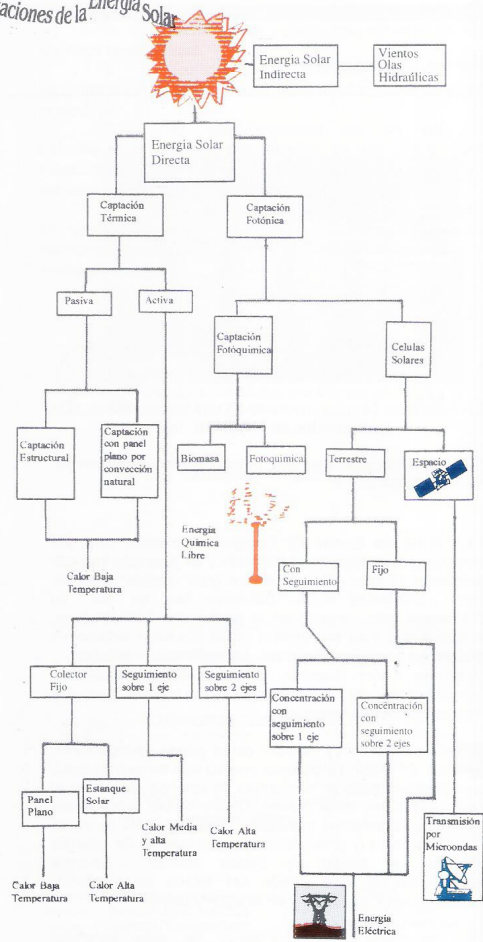 aciones de la Energía Solar
Energia Solar
Indirecta
Vientos
Olas
Hidraúlicas
Energia Solar
Directa
Captación
Térmica
Captación
Fotónica
Pasiva
Activa
Captación
Fotóquimica
Celulas
Solares
Captación
Estructural
Captación
con panel
plano por
convección
natural
Biomasa
Fotoquimica
Terrestre
Espacio
Energia
Quimica
Libre
Calor Baja
Temperatura
Con
Seguimiento
Fijo
Colector
Fijo
Seguimiento
sobre 1 eje
Seguimiento
sobre 2 ejes
Concentración
con
seguimiento
sobre 1 eje
Concentración
con
seguimiento
sobre 2 ejes
Panel
Plano
Estanque
Solar
Calor Media
y alta
Temperatura
Calor Alta
Temperatura
Transmisión
por
Microondas
Calor Baja
Temperatura
Calor Alta
Temperatura
Energia
Eléctrica